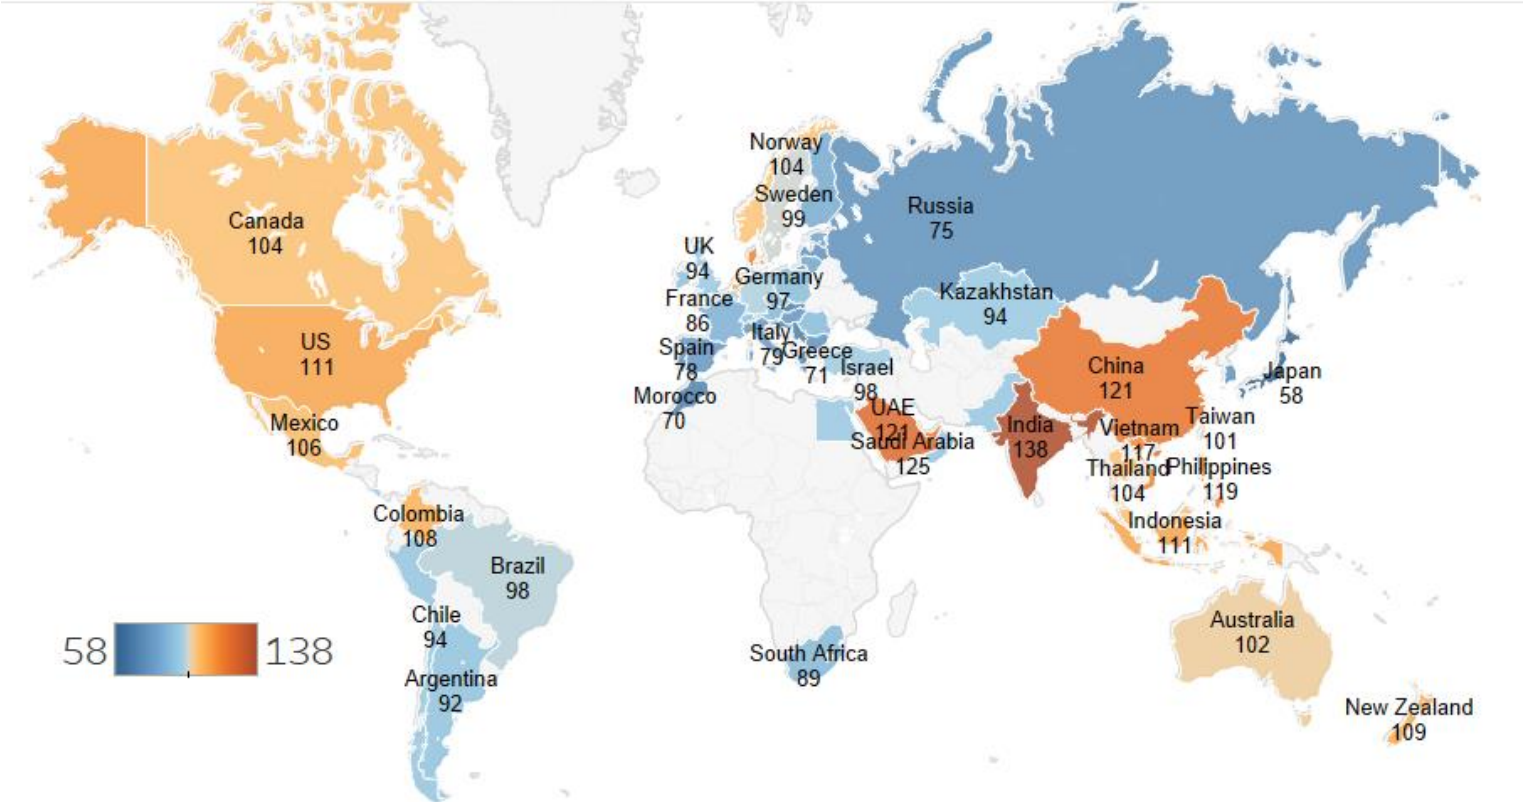 Norway
104
Sweden
99
Russia
75
Canada
104
UK
94
Germany
97
Kazakhstan
94
France
86
US
111
Italy
79
Spain
78
Greece
71
Israel
98
China
121
Japan
58
Morocco
70
UAE
121
Saudi Arabia
125
India
138
Vietnam
117
Taiwan
101
Mexico
106
Thailand
104
Philippines
119
Colombia
108
Indonesia
111
Brazil
98
Chile
94
Australia
102
South Africa
89
Argentina
92
New Zealand
109
58
138